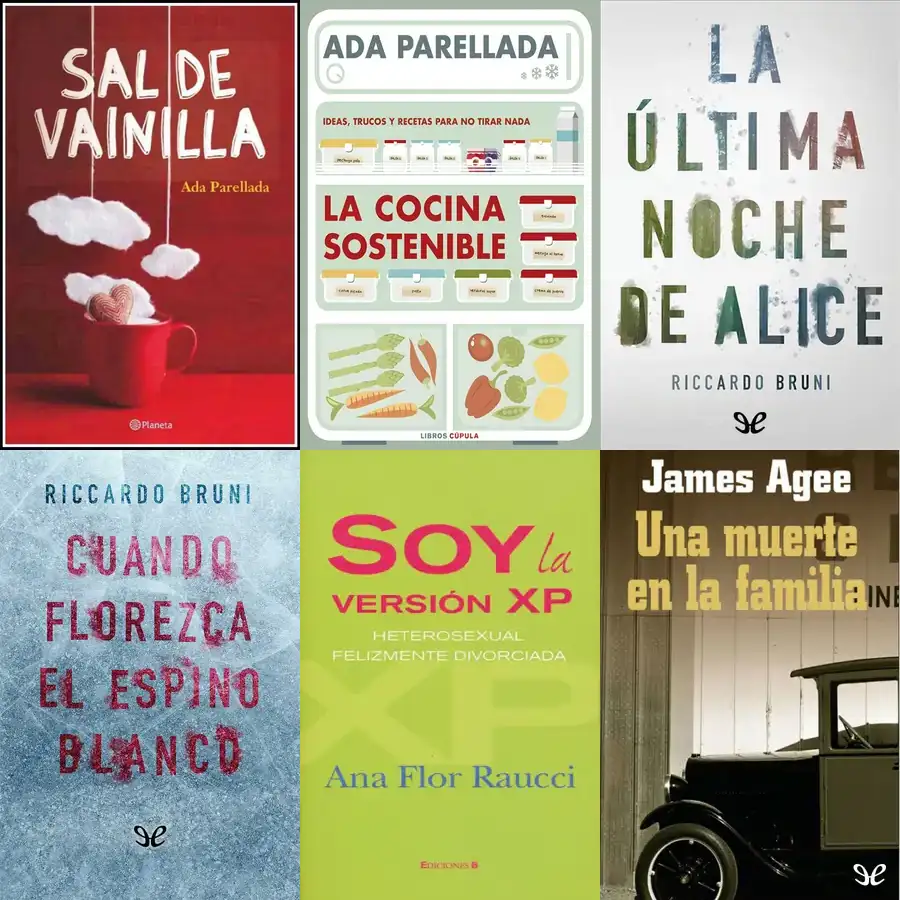 SAL DE
VAINILLA
Ada Parellada
Planeta
ADA PARELLADA
IDEAS, TRUCOS Y RECETAS PARA NO TIRAR NADA
LA COCINA
SOSTENIBLE
LIBROS CÚPULA
LA
ÚLTIMA
NOCHE
DE ALICE
RICCARDO BRUNI
RICCARDO BRUNI
CUANDO
FLOREZCA
EL ESPINO
BLANCO
SOY la
VERSIÓN XP
HETEROSEXUAL
FELIZMENTE DIVORCIADA
XP
Ana Flor Raucci
EDICIONES B
James Agee
Una muerte
en la familia
INE